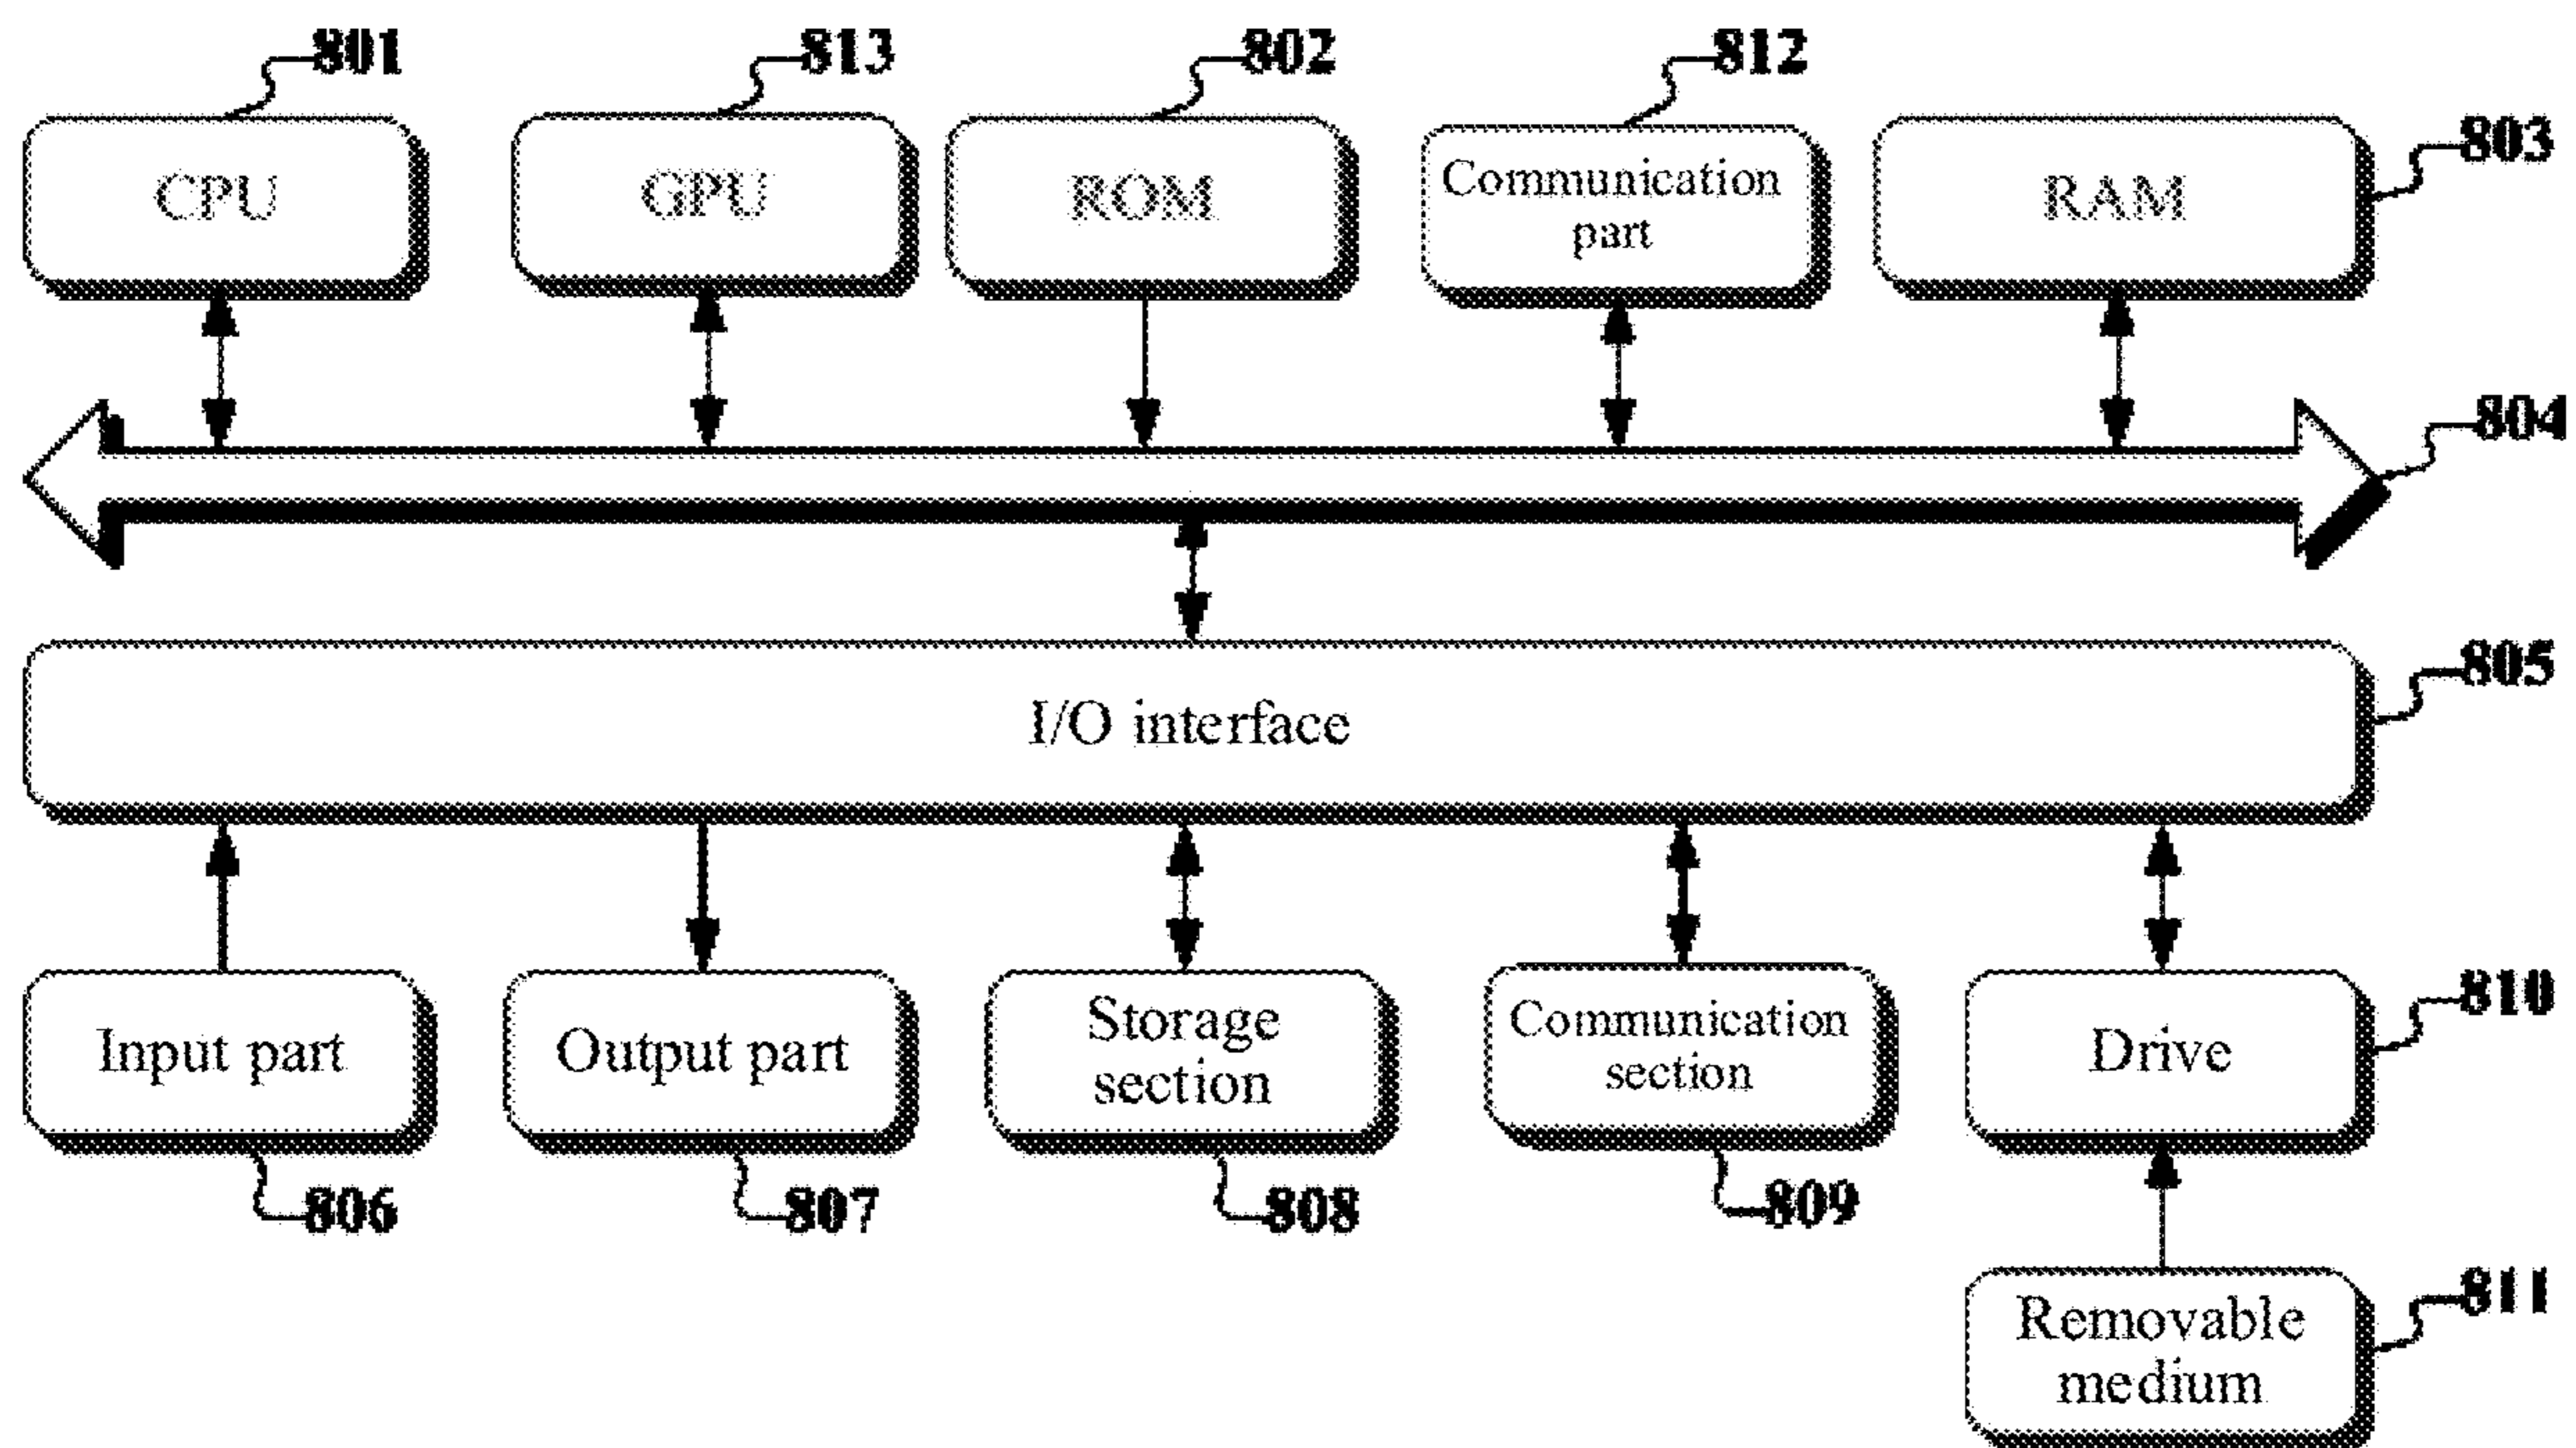 801
813
802
812
CPU
GPU
ROM
Communication
part
RAM
803
804
805
I/O interface
Input part
Output part
Storage
section
Communication
section
Drive
810
806
807
808
809
811
Removable
medium